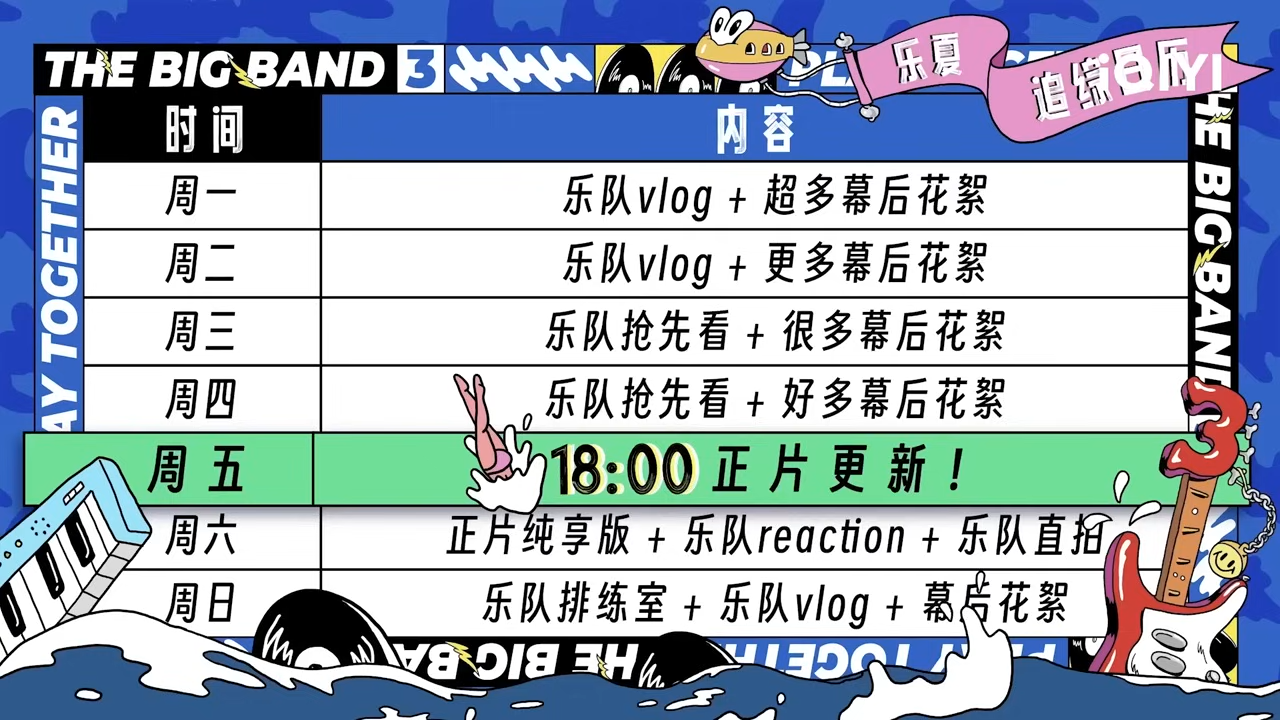 THE BIG BAND 3
乐夏
追综日历
时间 内容
周一 乐队vlog + 超多幕后花絮
周二 乐队vlog + 更多幕后花絮
周三 乐队抢先看 + 很多幕后花絮
周四 乐队抢先看 + 好多幕后花絮
周五 18:00 正片更新！
周六 正片纯享版 + 乐队reaction + 乐队直拍
周日 乐队排练室 + 乐队vlog + 幕后花絮
AY TOGETHER
THE BIG BAND
TOGETHER
THE BIG BA